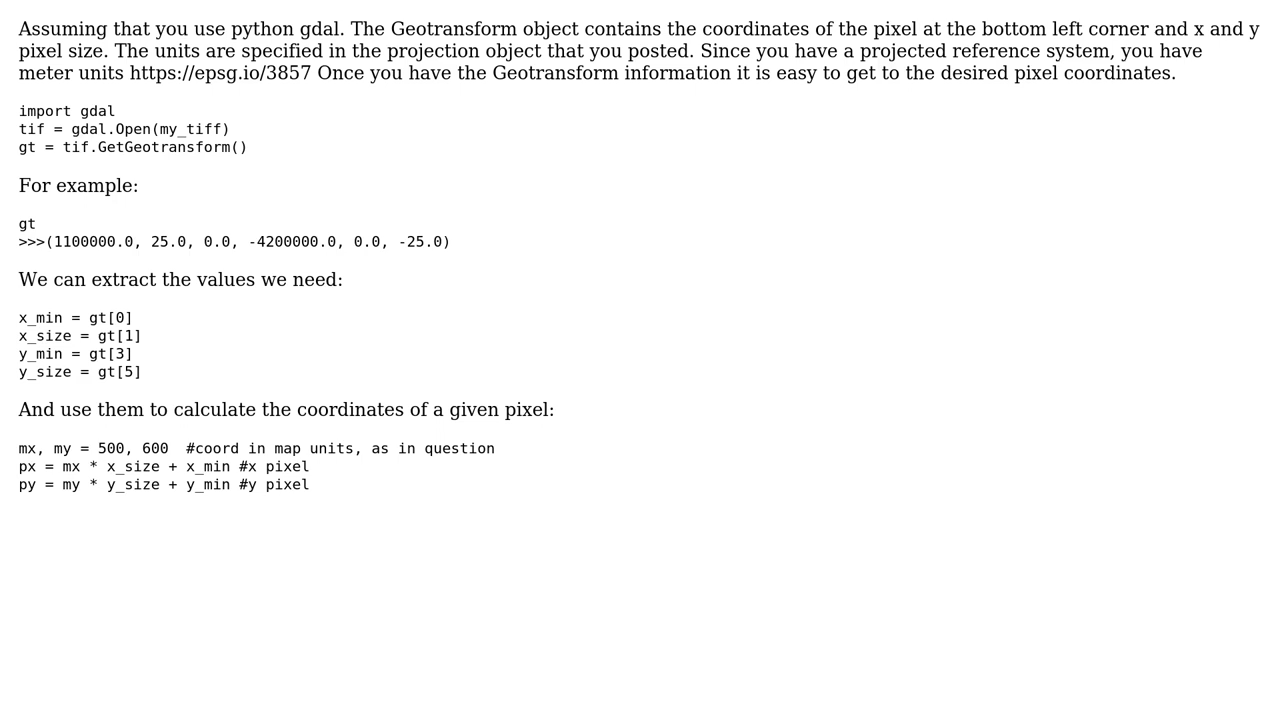 Assuming that you use python gdal. The Geotransform object contains the coordinates of the pixel at the bottom left corner and x and y
pixel size. The units are specified in the projection object that you posted. Since you have a projected reference system, you have
meter units https://epsg.io/3857 Once you have the Geotransform information it is easy to get to the desired pixel coordinates.
import gdal
tif = gdal.Open(my_tiff)
gt = tif.GetGeotransform()
For example:
gt
>>>(1100000.0, 25.0, 0.0, -4200000.0, 0.0, -25.0)
We can extract the values we need:
x_min = gt[0]
x_size = gt[1]
y_min = gt[3]
y_size = gt[5]
And use them to calculate the coordinates of a given pixel:
mx, my = 500, 600  #coord in map units, as in question
px = mx * x_size + x_min #x pixel
py = my * y_size + y_min #y pixel